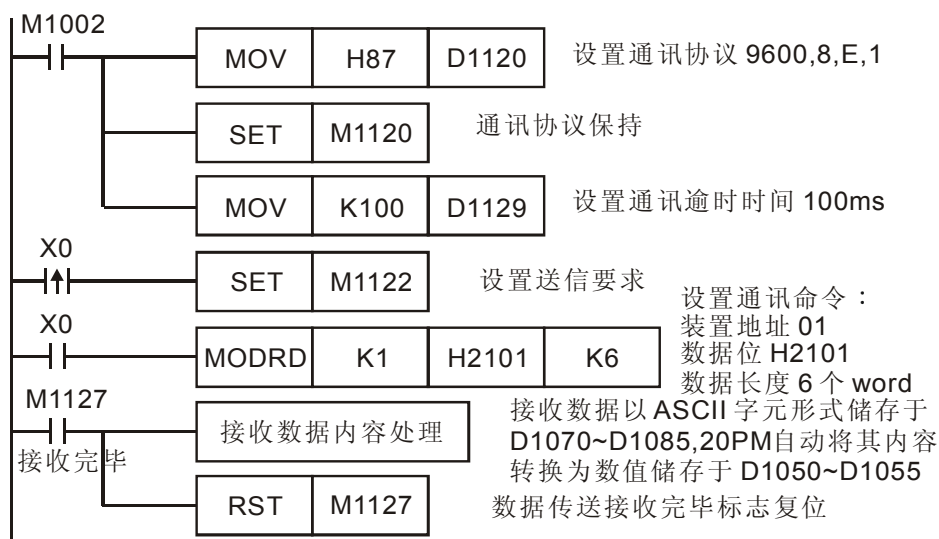 M1002
MOV H87 D1120 设置通讯协议 9600,8,E,1
SET M1120 通讯协议保持
MOV K100 D1129 设置通讯逾时时间 100ms
X0
SET M1122 设置送信要求
X0
MODRD K1 H2101 K6
设置通讯命令：
装置地址 01
数据位 H2101
数据长度 6 个 word
M1127
接收完毕
接收数据内容处理
接收数据以 ASCII 字元形式储存于
D1070~D1085,20PM自动将其内容
转换为数值储存于 D1050~D1055
RST M1127 数据传送接收完毕标志复位